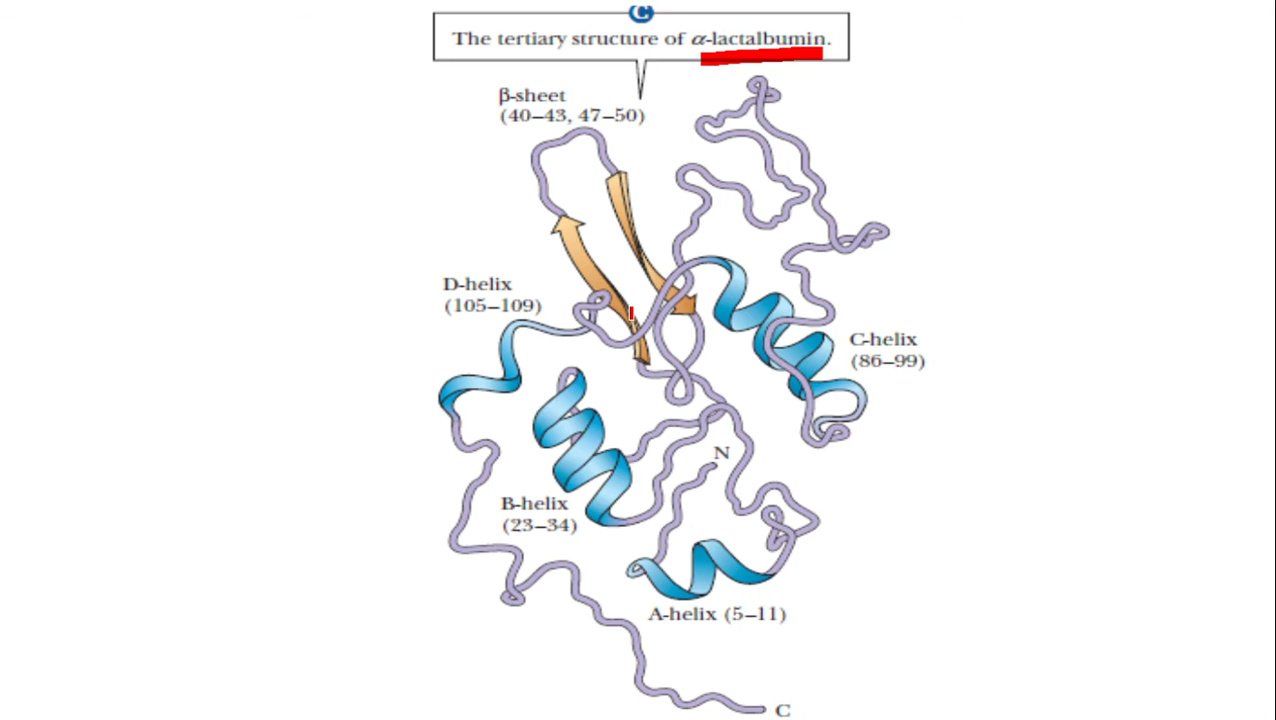 C
The tertiary structure of α-lactalbumin.
β-sheet
(40–43, 47–50)
D-helix
(105–109)
C-helix
(86–99)
N
B-helix
(23–34)
A-helix (5–11)
C